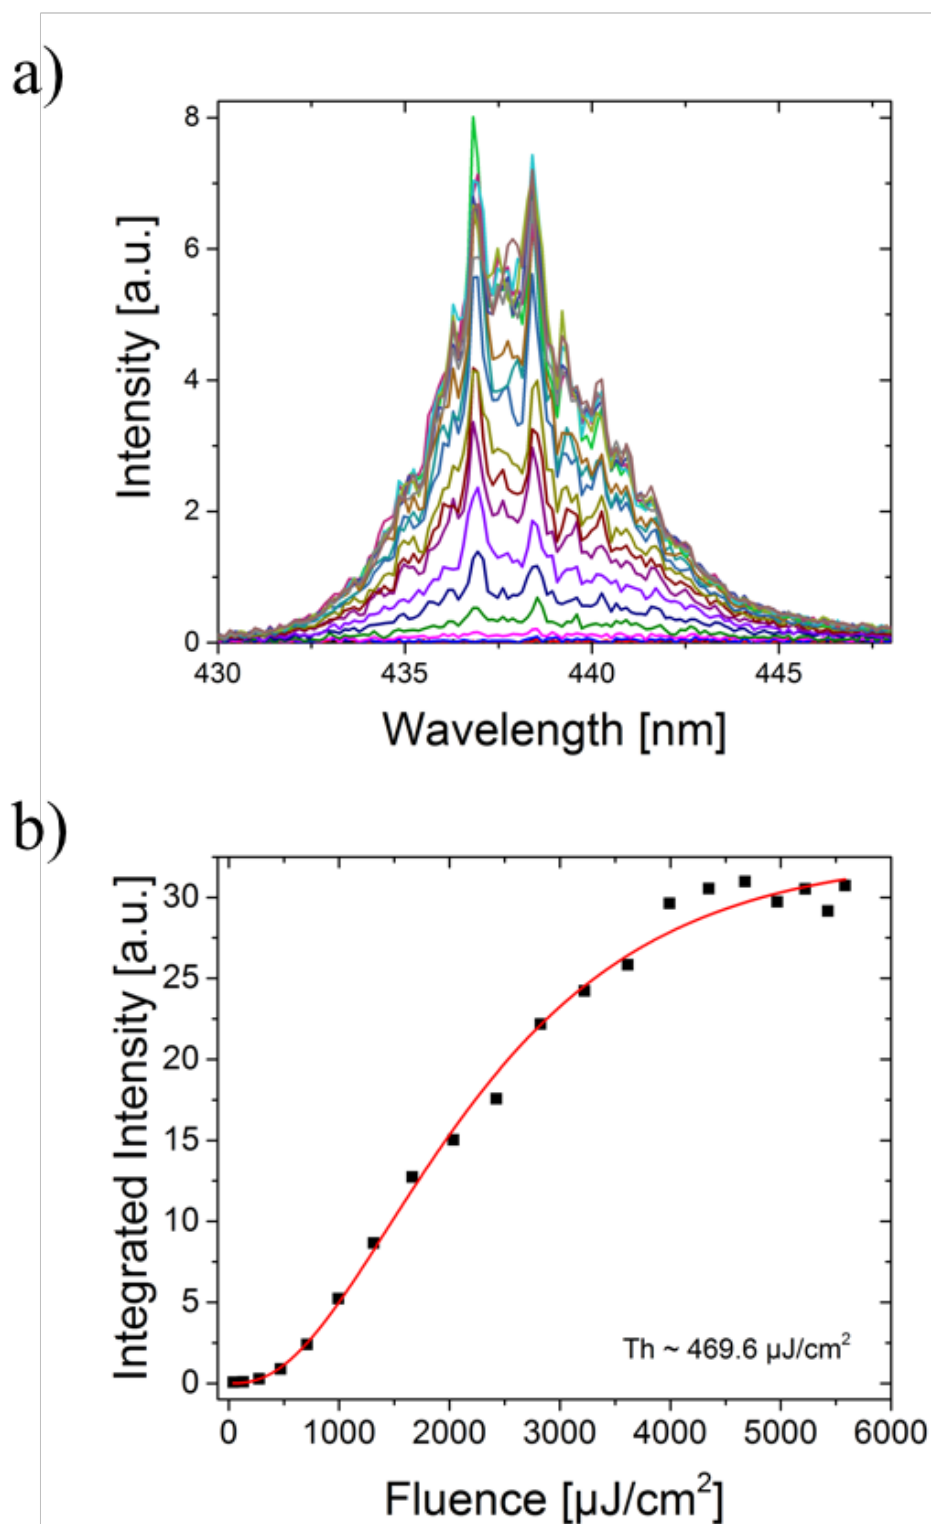 a)
8
6
4
2
0
Intensity [a.u.]
430 435 440 445
Wavelength [nm]
b)
30
25
20
15
10
5
0
Integrated Intensity [a.u.]
Th ~ 469.6 µJ/cm²
0 1000 2000 3000 4000 5000 6000
Fluence [µJ/cm²]